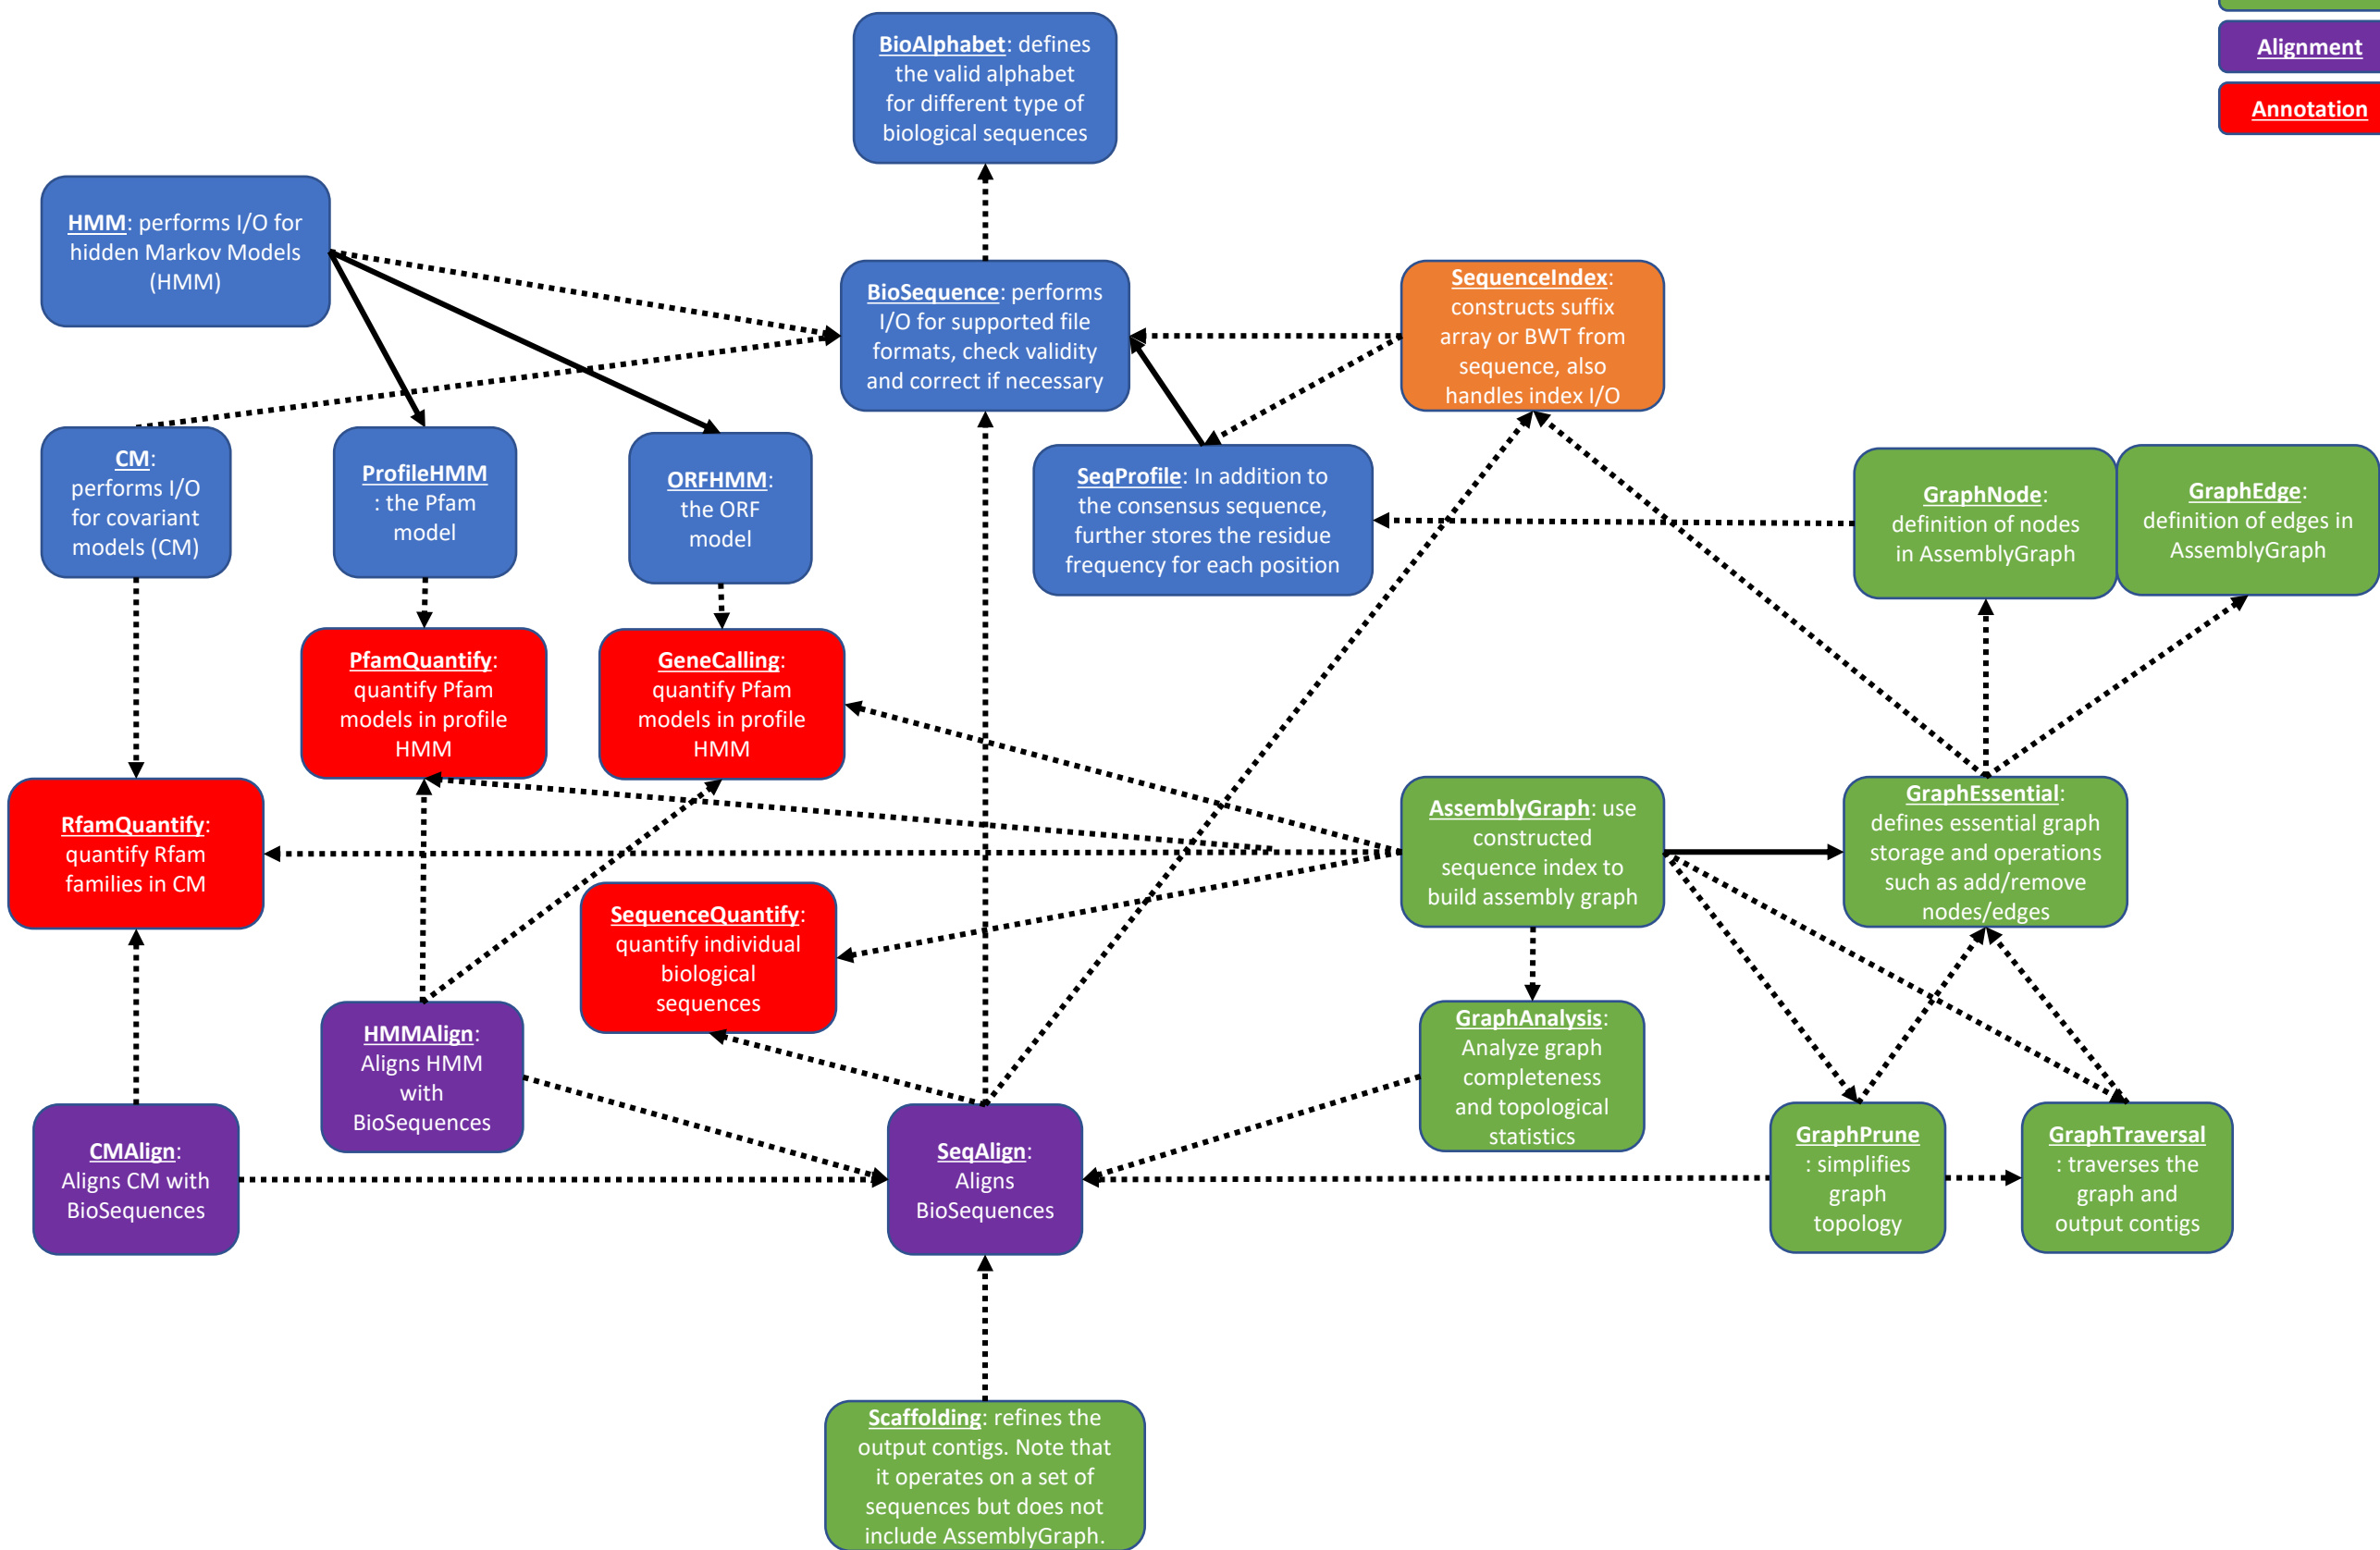 Alignment
Annotation
BioAlphabet: defines
the valid alphabet
for different type of
biological sequences
HMM: performs I/O for
hidden Markov Models
(HMM)
BioSequence: performs
I/O for supported file
formats, check validity
and correct if necessary
SequenceIndex:
constructs suffix
array or BWT from
sequence, also
handles index I/O
CM:
performs I/O
for covariant
models (CM)
ProfileHMM
: the Pfam
model
ORFHMM:
the ORF
model
SeqProfile: In addition to
the consensus sequence,
further stores the residue
frequency for each position
GraphNode:
definition of nodes
in AssemblyGraph
GraphEdge:
definition of edges in
AssemblyGraph
PfamQuantify:
quantify Pfam
models in profile
HMM
GeneCalling:
quantify Pfam
models in profile
HMM
RfamQuantify:
quantify Rfam
families in CM
AssemblyGraph: use
constructed
sequence index to
build assembly graph
GraphEssential:
defines essential graph
storage and operations
such as add/remove
nodes/edges
SequenceQuantify:
quantify individual
biological
sequences
HMMAlign:
Aligns HMM
with
BioSequences
GraphAnalysis:
Analyze graph
completeness
and topological
statistics
CMAlign:
Aligns CM with
BioSequences
SeqAlign:
Aligns
BioSequences
GraphPrune
: simplifies
graph
topology
GraphTraversal
: traverses the
graph and
output contigs
Scaffolding: refines the
output contigs. Note that
it operates on a set of
sequences but does not
include AssemblyGraph.